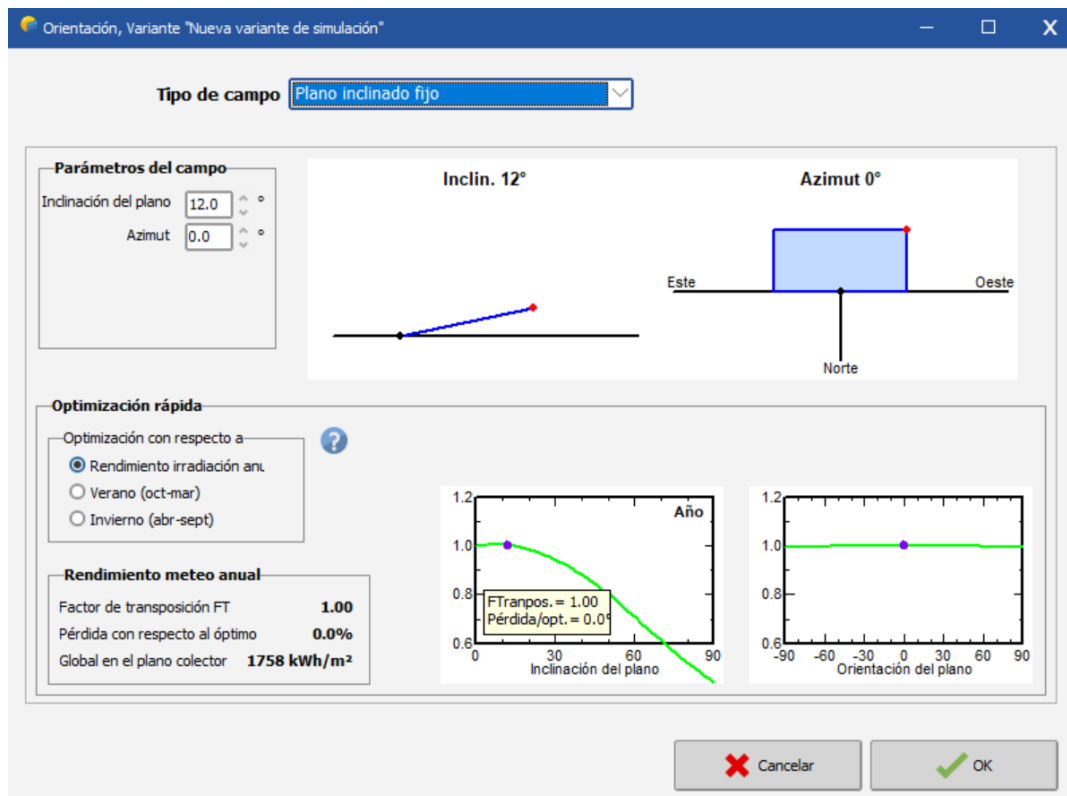 Orientación, Variante "Nueva variante de simulación"
Tipo de campo Plano inclinado fijo
Parámetros del campo
Inclinación del plano 12.0 °
Azimut 0.0 °
Inclin. 12°
Azimut 0°
Este Oeste
Norte
Optimización rápida
Optimización con respecto a
Rendimiento irradiación anu
Verano (oct-mar)
Invierno (abr-sept)
Rendimiento meteo anual
Factor de transposición FT 1.00
Pérdida con respecto al óptimo 0.0%
Global en el plano colector 1758 kWh/m²
1.2
1.0
0.8
0.6
Año
FTranpos.= 1.00
Pérdida/opt.= 0.0°
0 30 60 90
Inclinación del plano
1.2
1.0
0.8
0.6
-90 -60 -30 0 30 60 90
Orientación del plano
Cancelar OK